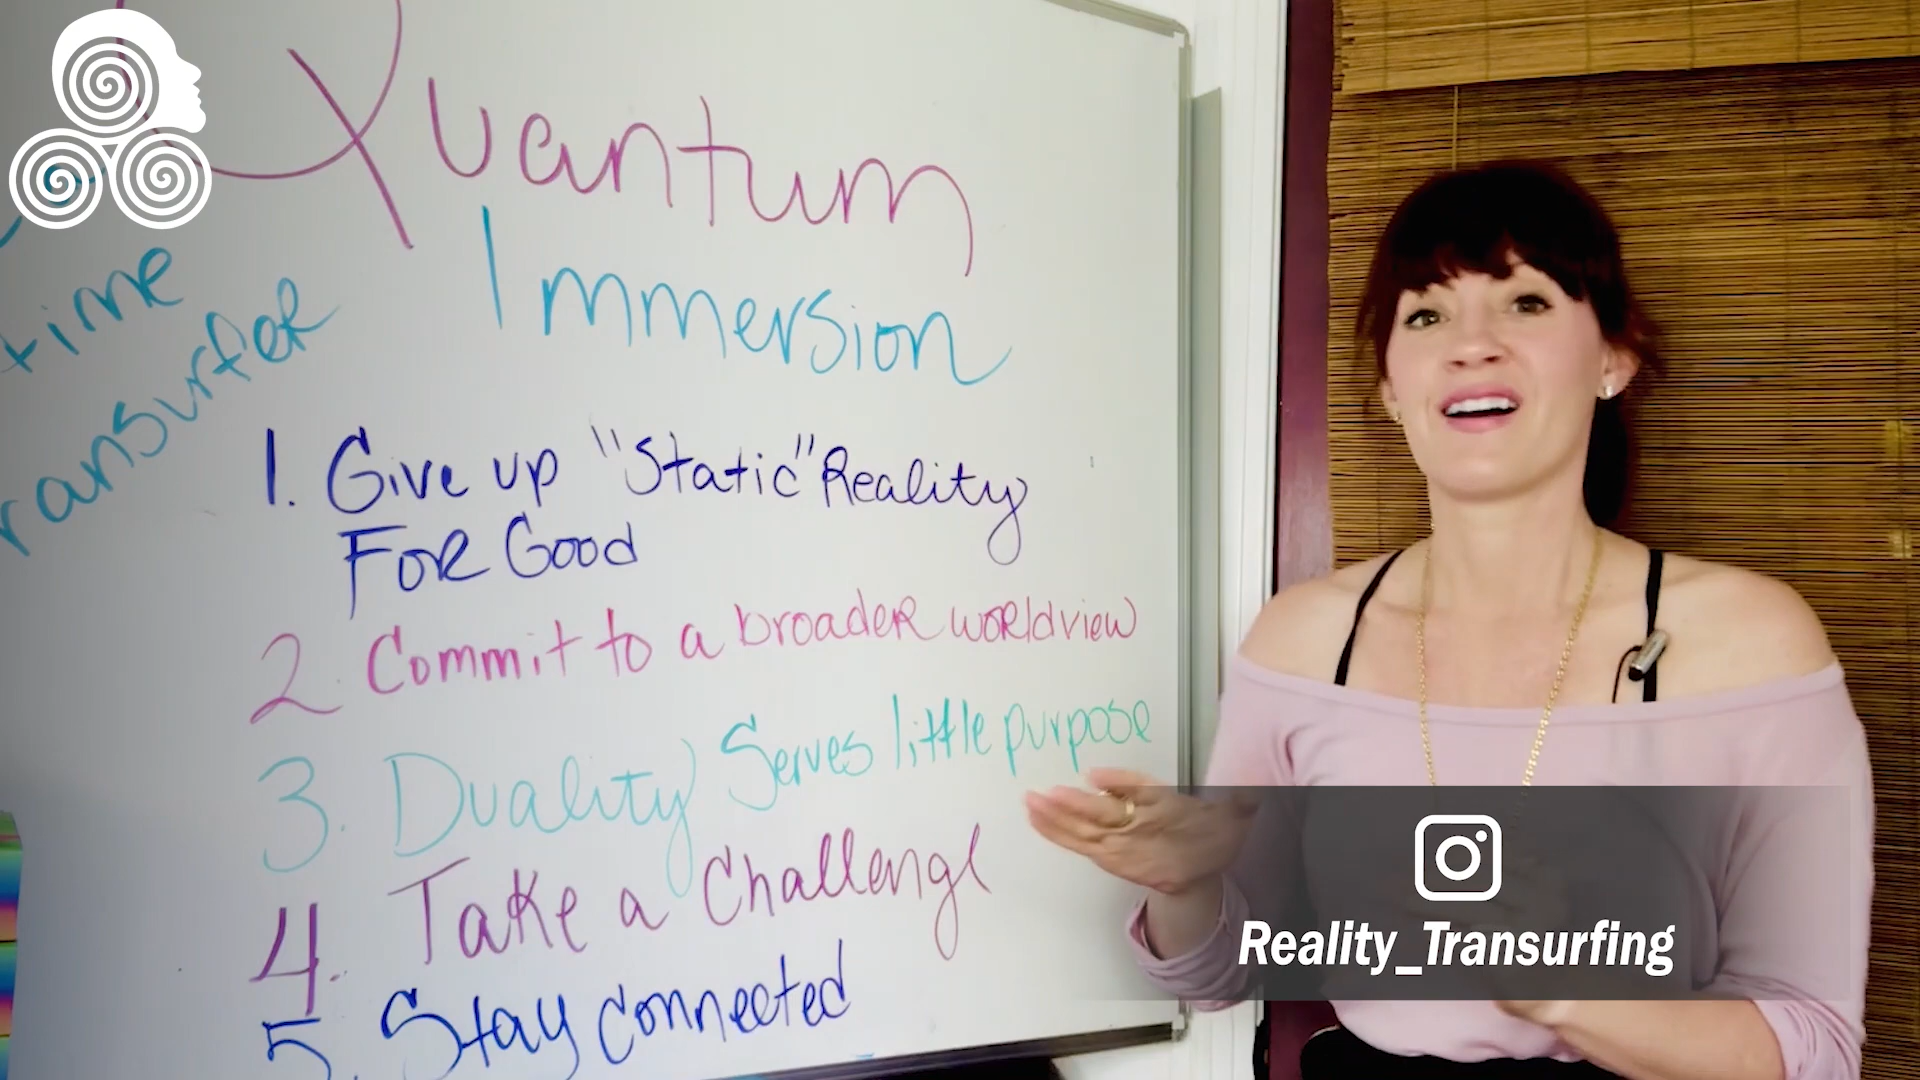 Quantum
Immersion
time
ransurfer
1. Give up "Static" Reality
For Good
2. Commit to a broader worldview
3. Duality Serves little purpose
4. Take a Challenge
5. Stay connected
Reality_Transurfing